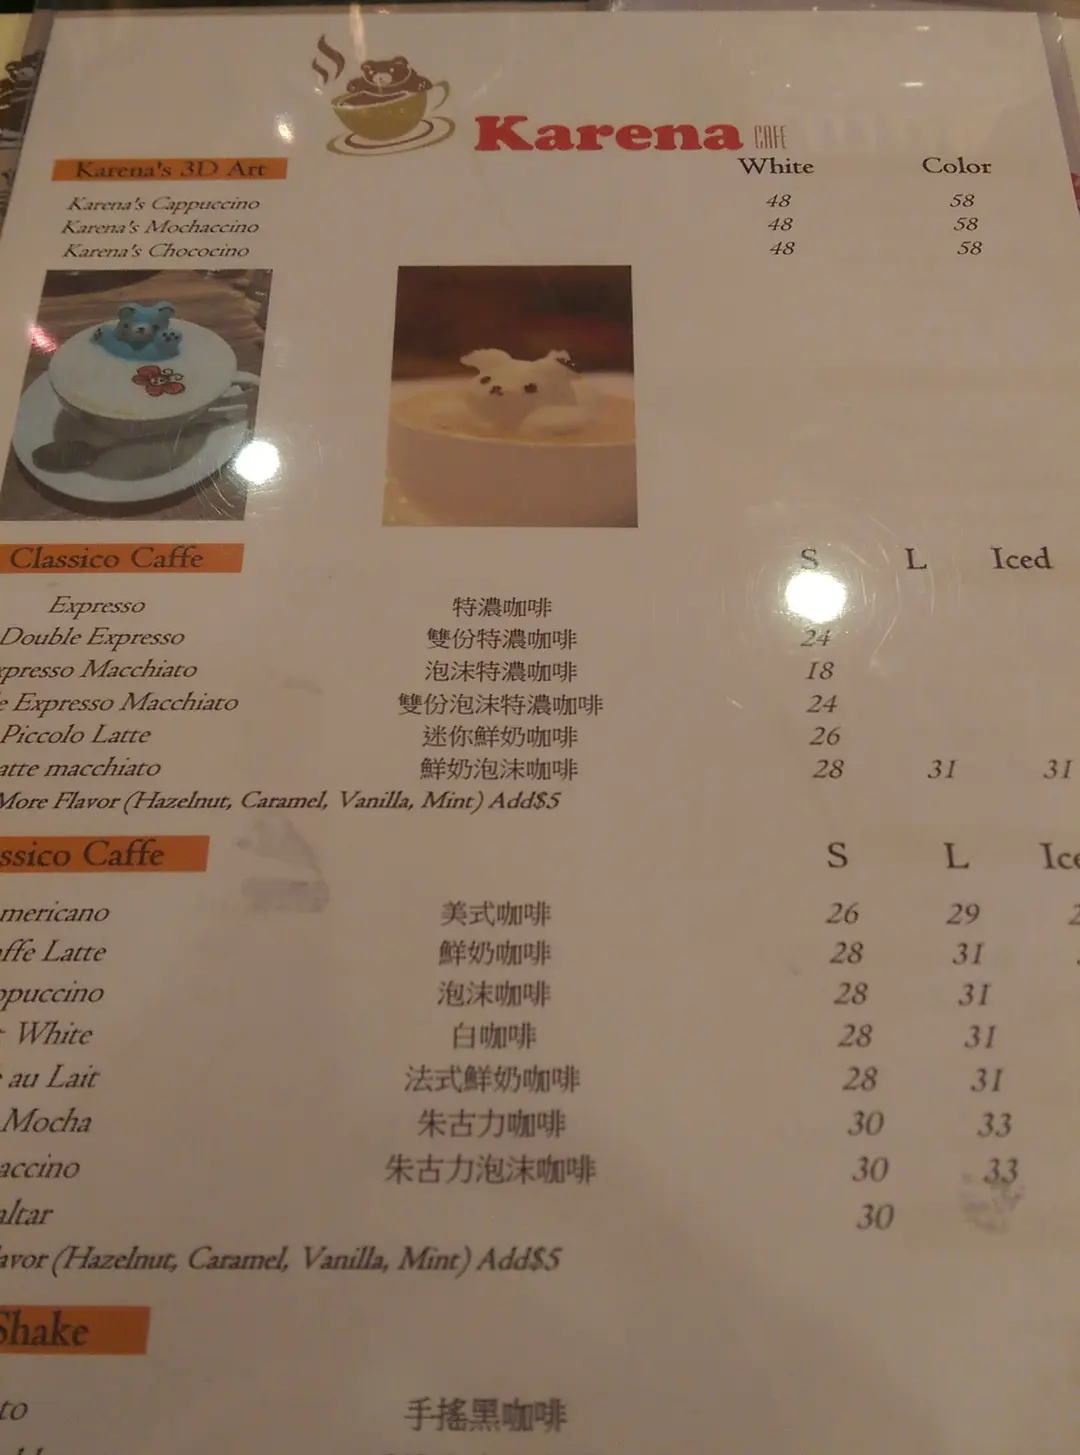 Karena CAFE
Karena's 3D Art White Color
Karena's Cappuccino 48 58
Karena's Mochaccino 48 58
Karena's Chococino 48 58
Classico Caffe S L Iced
Expresso 特濃咖啡
Double Expresso 雙份特濃咖啡 24
xpresso Macchiato 泡沫特濃咖啡 18
e Expresso Macchiato 雙份泡沫特濃咖啡 24
Piccolo Latte 迷你鮮奶咖啡 26
atte macchiato 鮮奶泡沫咖啡 28 31 31
More Flavor (Hazelnut, Caramel, Vanilla, Mint) Add$5
ssico Caffe S L Ice
mericano 美式咖啡 26 29 2
affe Latte 鮮奶咖啡 28 31
ppuccino 泡沫咖啡 28 31
White 白咖啡 28 31
au Lait 法式鮮奶咖啡 28 31
Mocha 朱古力咖啡 30 33
accino 朱古力泡沫咖啡 30 33
altar 30
avor (Hazelnut, Caramel, Vanilla, Mint) Add$5
Shake
to 手搖黑咖啡